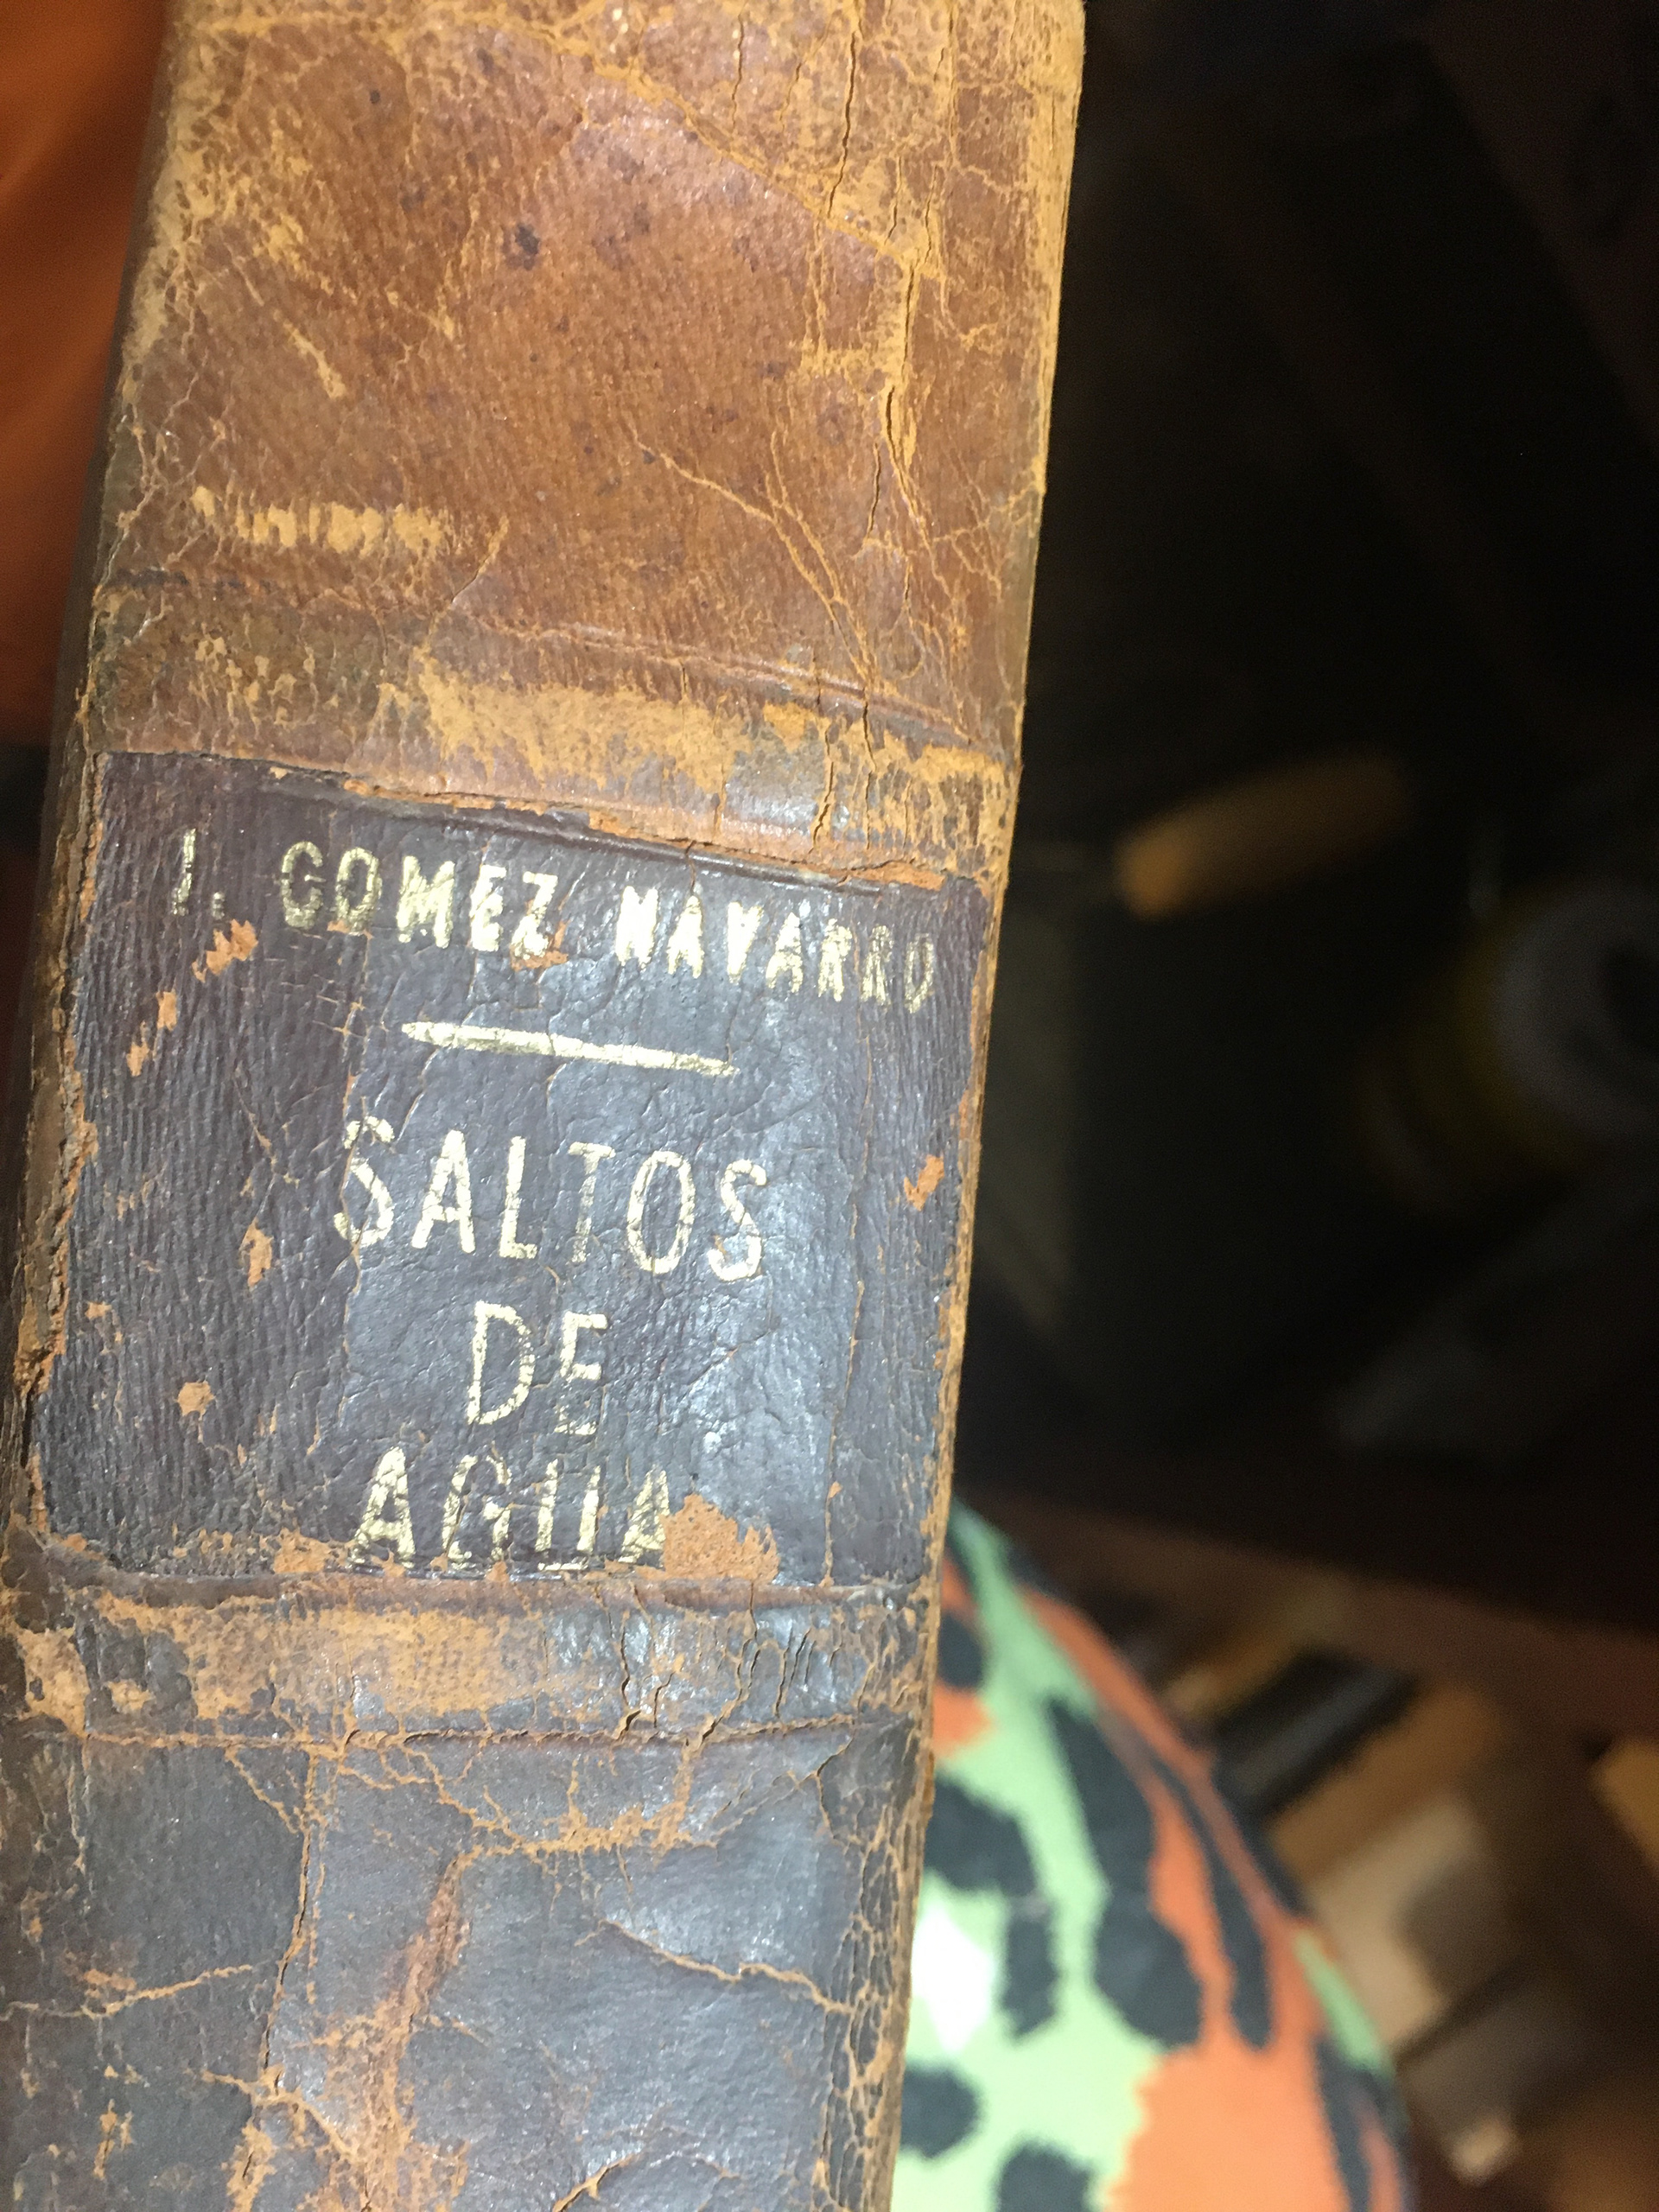 J. GOMEZ NAVARRO
SALTOS
DE
AGUA